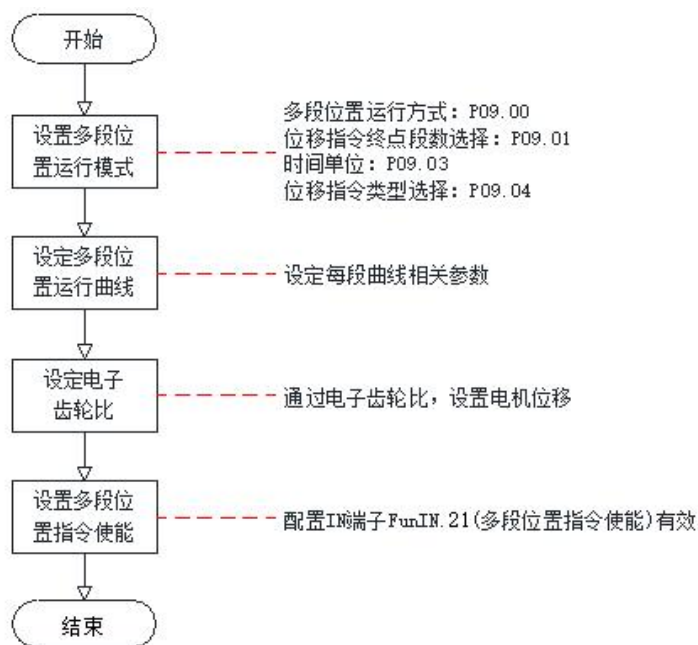 开始
设置多段位
置运行模式
多段位置运行方式：P09.00
位移指令终点段数选择：P09.01
时间单位：P09.03
位移指令类型选择：P09.04
设定多段位
置运行曲线
设定每段曲线相关参数
设定电子
齿轮比
通过电子齿轮比，设置电机位移
设置多段位
置指令使能
配置IN端子FunIN.21(多段位置指令使能)有效
结束